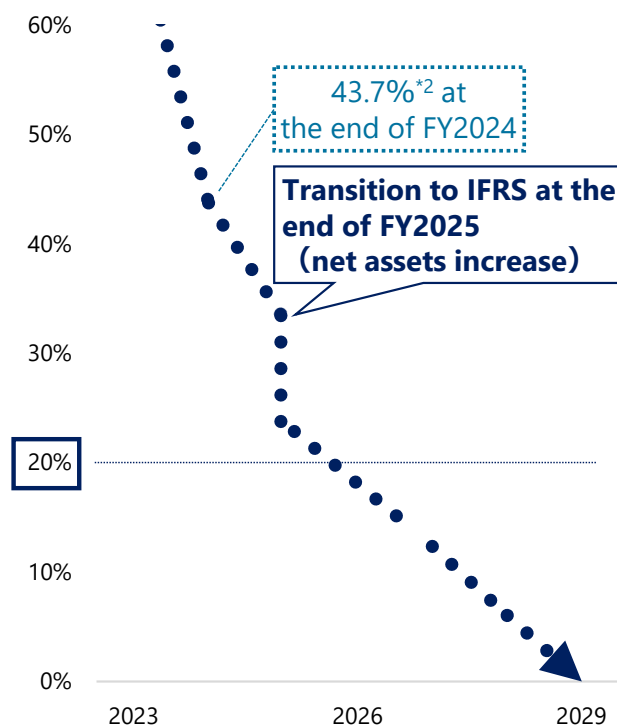 60%
43.7%*2 at
the end of FY2024
50%
Transition to IFRS at the
end of FY2025
（net assets increase）
40%
30%
20%
10%
0%
2023 2026 2029